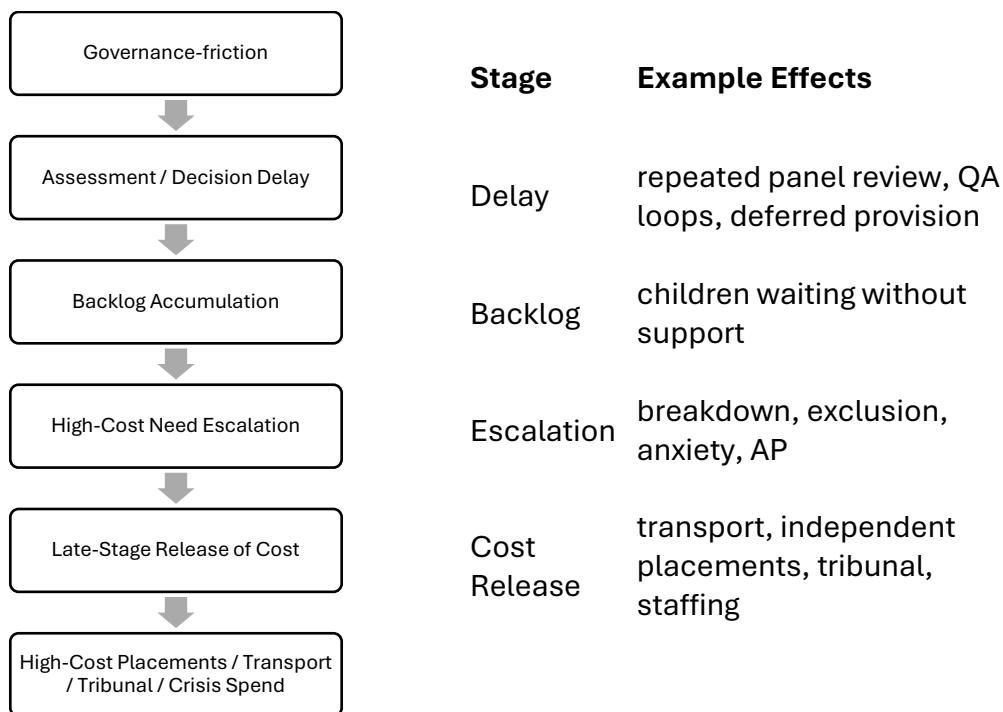 Governance-friction
Assessment / Decision Delay
Backlog Accumulation
High-Cost Need Escalation
Late-Stage Release of Cost
High-Cost Placements / Transport
/ Tribunal / Crisis Spend
Stage Example Effects
Delay
repeated panel review, QA
loops, deferred provision
Backlog
children waiting without
support
Escalation
breakdown, exclusion,
anxiety, AP
Cost
Release
transport, independent
placements, tribunal,
staffing